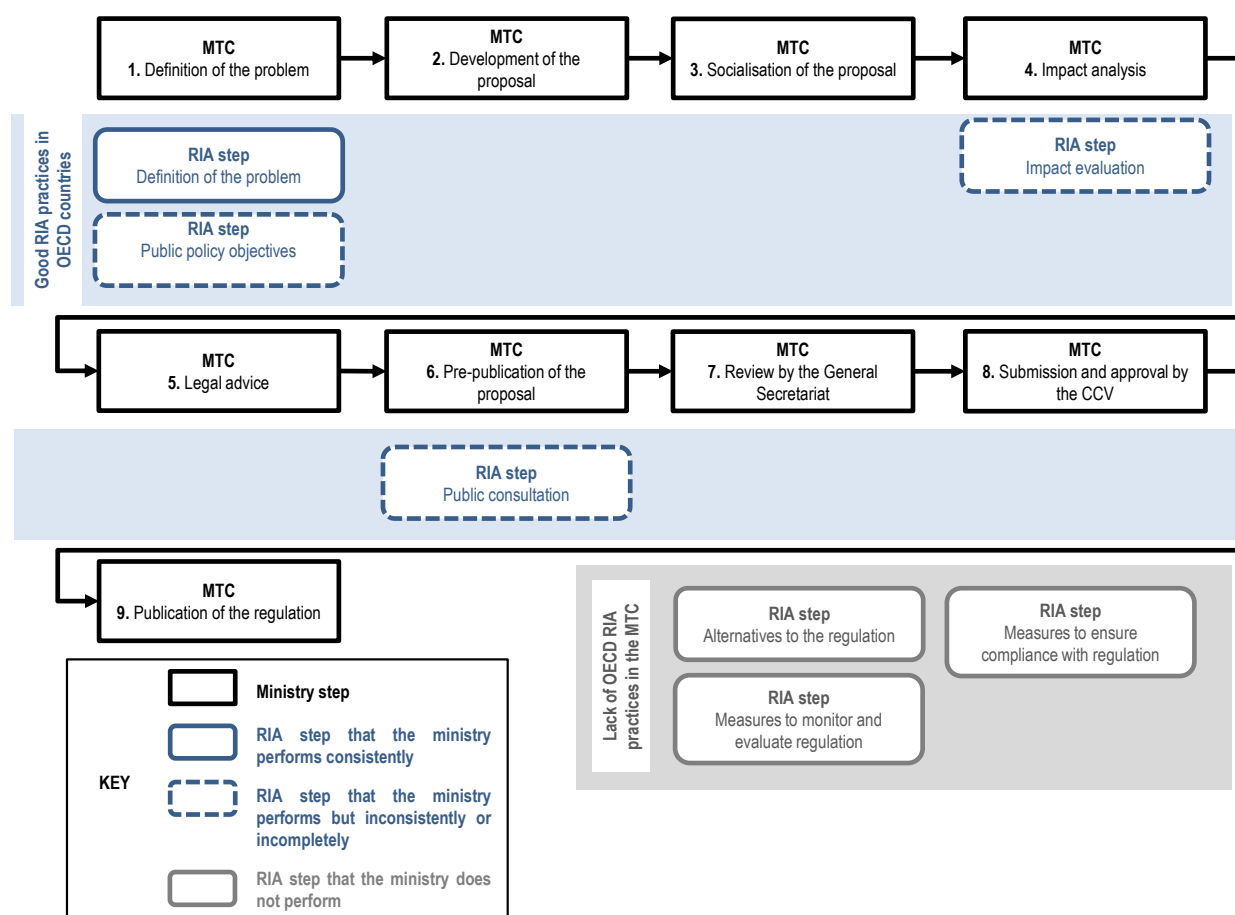 MTC
1. Definition of the problem
MTC
2. Development of the
proposal
MTC
3. Socialisation of the proposal
MTC
4. Impact analysis
Good RIA practices in
OECD countries
RIA step
Definition of the problem
RIA step
Public policy objectives
RIA step
Impact evaluation
MTC
5. Legal advice
MTC
6. Pre-publication of the
proposal
MTC
7. Review by the General
Secretariat
MTC
8. Submission and approval by
the CCV
RIA step
Public consultation
MTC
9. Publication of the regulation
Lack of OECD RIA
practices in the MTC
RIA step
Alternatives to the regulation
RIA step
Measures to ensure
compliance with regulation
RIA step
Measures to monitor and
evaluate regulation
KEY
Ministry step
RIA step that the ministry
performs consistently
RIA step that the ministry
performs but inconsistently or
incompletely
RIA step that the ministry does
not perform